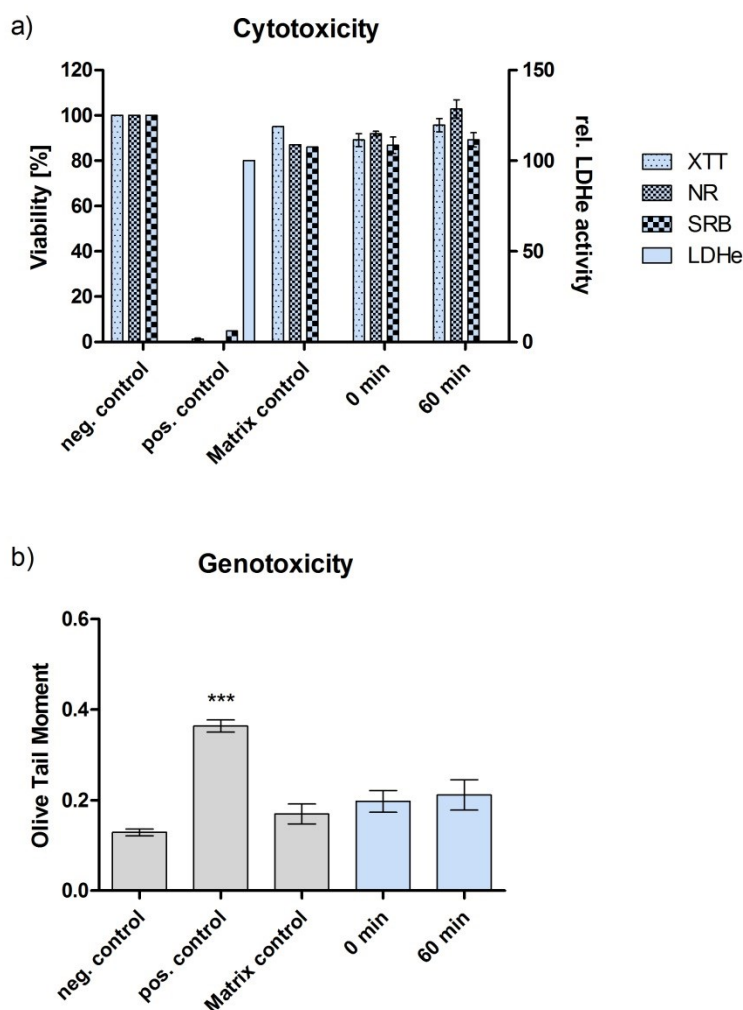 a)
Cytotoxicity
120
100
80
60
40
20
0
Viability [%]
150
100
50
0
rel. LDHe activity
XTT
NR
SRB
LDHe
neg. control
pos. control
Matrix control
0 min
60 min
b)
Genotoxicity
0.6
0.4
0.2
0.0
Olive Tail Moment
***
neg. control
pos. control
Matrix control
0 min
60 min